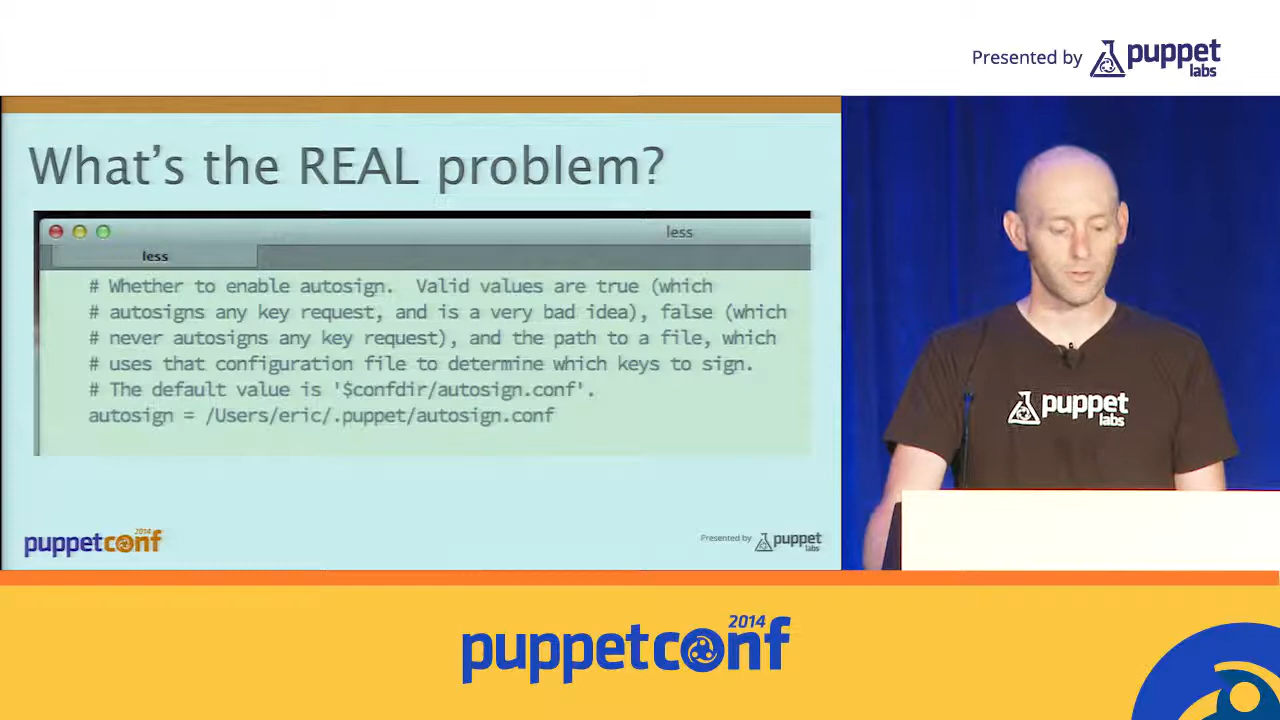 Presented by puppet labs
What's the REAL problem?
less
less
# Whether to enable autosign.  Valid values are true (which
# autosigns any key request, and is a very bad idea), false (which
# never autosigns any key request), and the path to a file, which
# uses that configuration file to determine which keys to sign.
# The default value is '$confdir/autosign.conf'.
autosign = /Users/eric/.puppet/autosign.conf
puppet labs
2014
puppetconf
Presented by puppet labs
2014
puppetconf